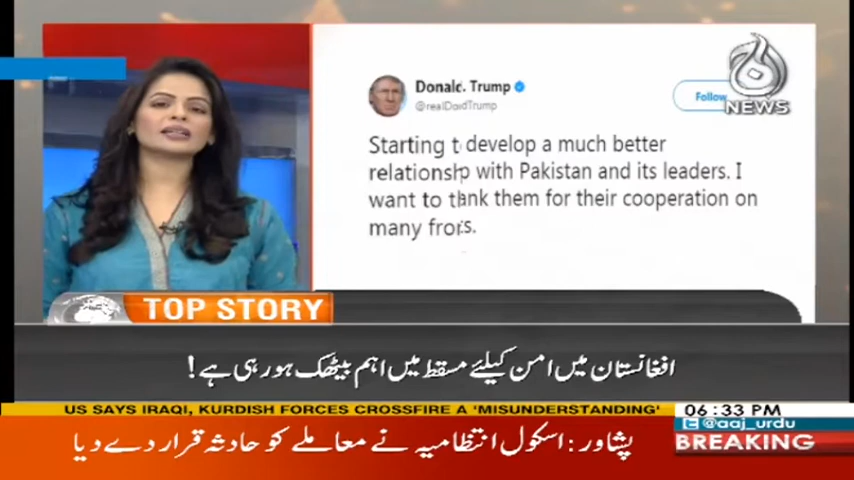 Donald. Trump
Follow
NEWS
Starting to develop a much better
relationship with Pakistan and its leaders. I
want to thank them for their cooperation on
many fronts.
TOP STORY
افغانستان میں امن کیلئے مسقط میں اہم بیٹھک ہورہی ہے!
US SAYS IRAQI, KURDISH FORCES CROSSFIRE A 'MISUNDERSTANDING'
06:33 PM
@aaj_urdu
پشاور: اسکول انتظامیہ نے معاملے کو حادثہ قرار دے دیا
BREAKING